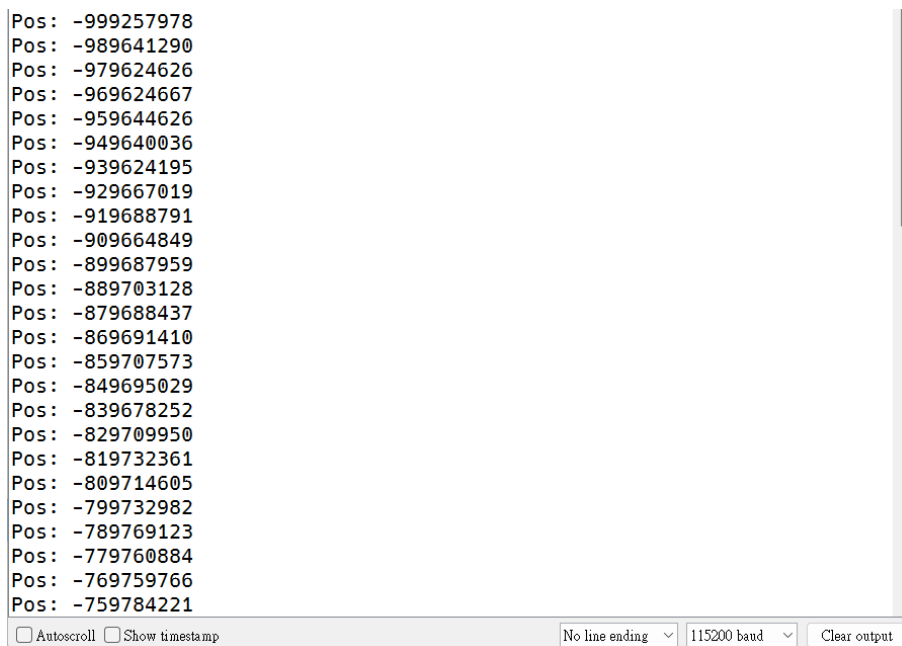 Pos: -999257978
Pos: -989641290
Pos: -979624626
Pos: -969624667
Pos: -959644626
Pos: -949640036
Pos: -939624195
Pos: -929667019
Pos: -919688791
Pos: -909664849
Pos: -899687959
Pos: -889703128
Pos: -879688437
Pos: -869691410
Pos: -859707573
Pos: -849695029
Pos: -839678252
Pos: -829709950
Pos: -819732361
Pos: -809714605
Pos: -799732982
Pos: -789769123
Pos: -779760884
Pos: -769759766
Pos: -759784221
Autoscroll Show timestamp No line ending 115200 baud Clear output